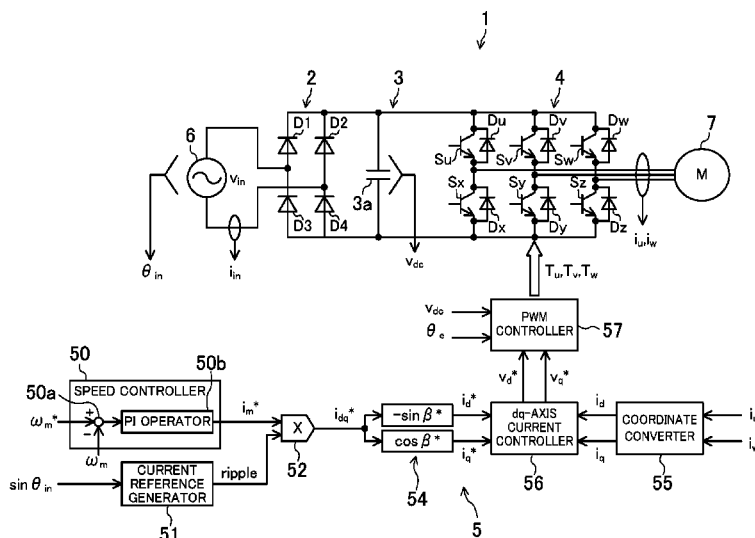 1
2
3
4
6
7
D1
D2
D3
D4
vin
3a
Du
Dv
Dw
Su
Sv
Sw
Sx
Sy
Sz
Dx
Dy
Dz
M
iu,iw
θin
iin
vdc
Tu,Tv,Tw
vdc
θe
PWM
CONTROLLER
57
vd*
vq*
50
50b
SPEED CONTROLLER
50a
ωm*
+
−
PI OPERATOR
ωm
im*
X
52
idq*
−sin β*
cos β*
54
id*
iq*
dq-AXIS
CURRENT
CONTROLLER
56
id
iq
COORDINATE
CONVERTER
55
sin θin
CURRENT
REFERENCE
GENERATOR
51
ripple
5